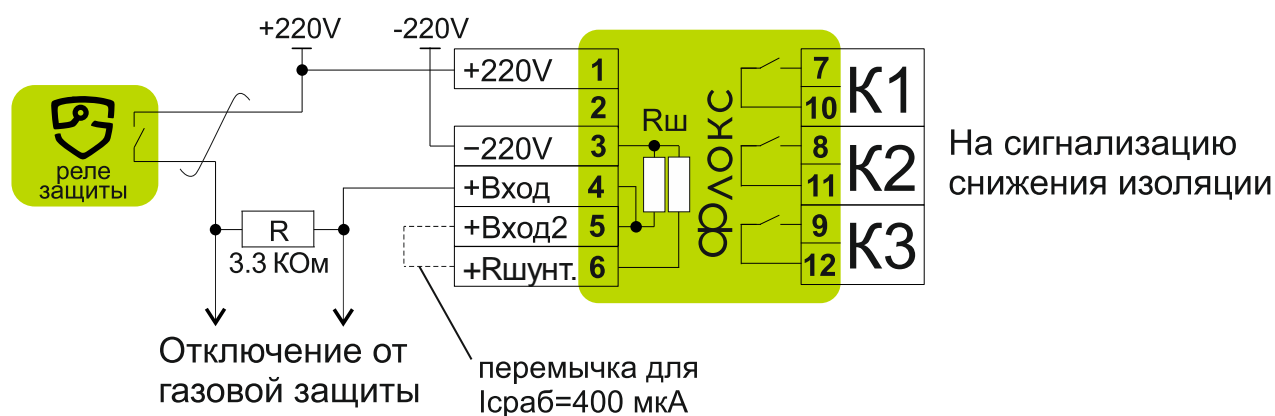 +220V
-220V
+220V 1
2
−220V 3
+Вход 4
+Вход2 5
+Rшунт. 6
Rш
орлокс
7
10
К1
8
11
К2
9
12
К3
реле
защиты
R
3.3 КОм
На сигнализацию
снижения изоляции
Отключение от
газовой защиты
перемычка для
Iсраб=400 мкА